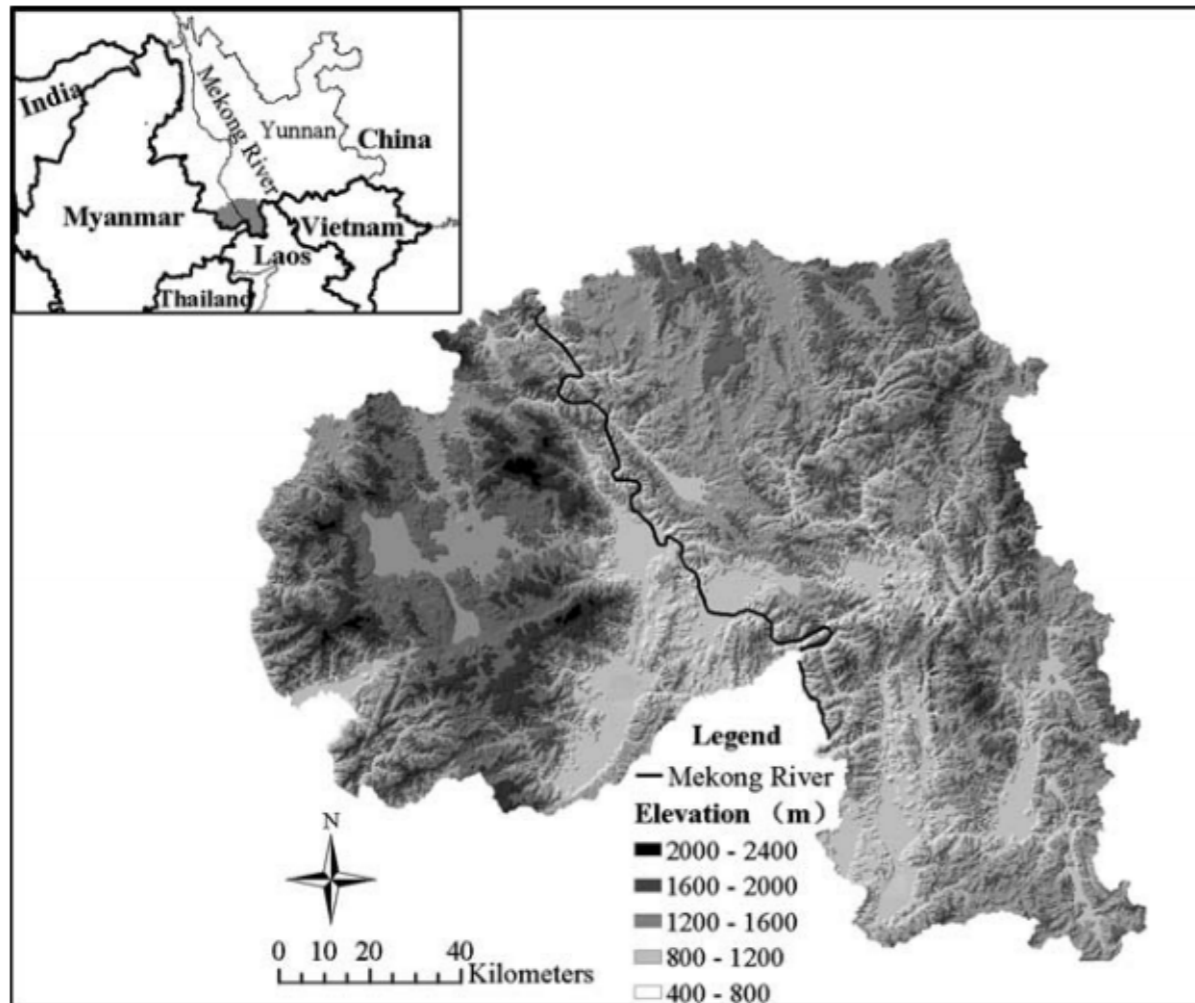 India
Mekong River
Yunnan
China
Myanmar
Vietnam
Laos
Thailand
Legend
Mekong River
Elevation （m）
2000 - 2400
1600 - 2000
1200 - 1600
800 - 1200
400 - 800
N
0 10 20 40
Kilometers